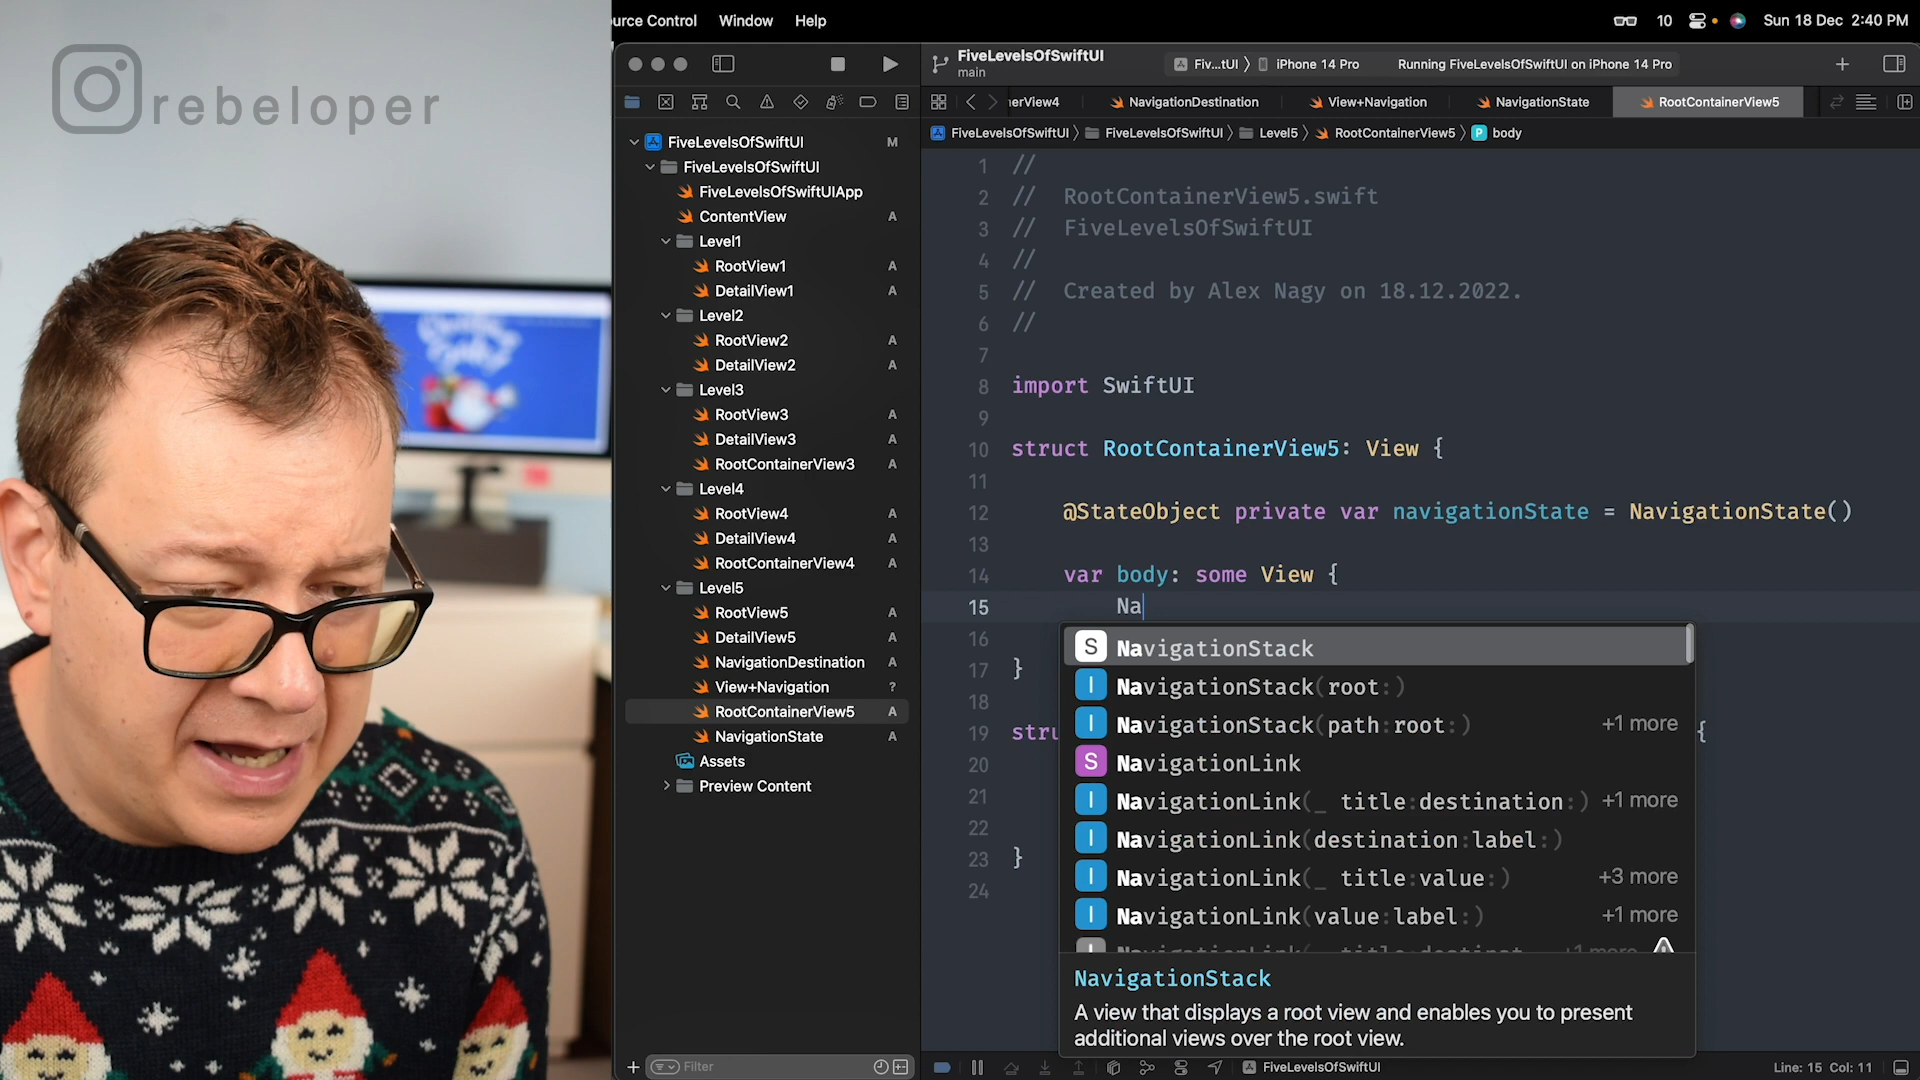 rebeloper
urce Control Window Help
10 Sun 18 Dec 2:40 PM
FiveLevelsOfSwiftUI
main
Fiv...tUI iPhone 14 Pro Running FiveLevelsOfSwiftUI on iPhone 14 Pro
erView4 NavigationDestination View+Navigation NavigationState RootContainerView5
FiveLevelsOfSwiftUI FiveLevelsOfSwiftUI Level5 RootContainerView5 P body
FiveLevelsOfSwiftUI M
FiveLevelsOfSwiftUI
FiveLevelsOfSwiftUIApp
ContentView A
Level1
RootView1 A
DetailView1 A
Level2
RootView2 A
DetailView2 A
Level3
RootView3 A
DetailView3 A
RootContainerView3 A
Level4
RootView4 A
DetailView4 A
RootContainerView4 A
Level5
RootView5 A
DetailView5 A
NavigationDestination A
View+Navigation ?
RootContainerView5 A
NavigationState A
Assets
Preview Content
Filter
1 //
2 // RootContainerView5.swift
3 // FiveLevelsOfSwiftUI
4 //
5 // Created by Alex Nagy on 18.12.2022.
6 //
7
8 import SwiftUI
9
10 struct RootContainerView5: View {
11
12 @StateObject private var navigationState = NavigationState()
13
14 var body: some View {
15 Na
16
17 }
18
19 stru {
20
21
22
23 }
24
S NavigationStack
I NavigationStack(root:)
I NavigationStack(path:root:) +1 more
S NavigationLink
I NavigationLink(_ title:destination:) +1 more
I NavigationLink(destination:label:)
I NavigationLink(_ title:value:) +3 more
I NavigationLink(value:label:) +1 more
NavigationStack
A view that displays a root view and enables you to present
additional views over the root view.
FiveLevelsOfSwiftUI
Line: 15 Col: 11